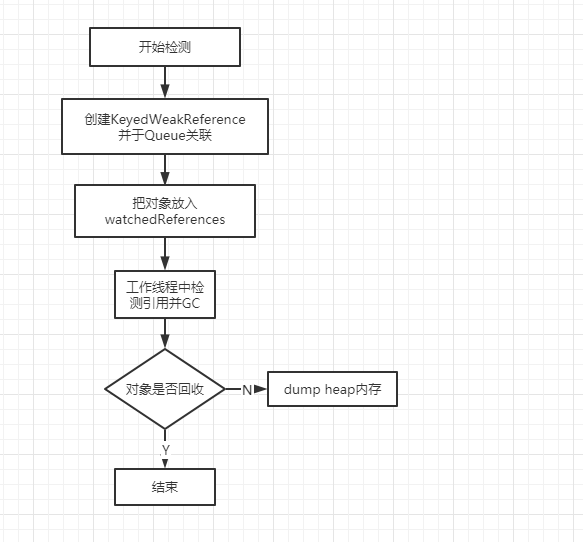 开始检测
创建KeyedWeakReference
并于Queue关联
把对象放入
watchedReferences
工作线程中检
测引用并GC
对象是否回收
N
dump heap内存
Y
结束